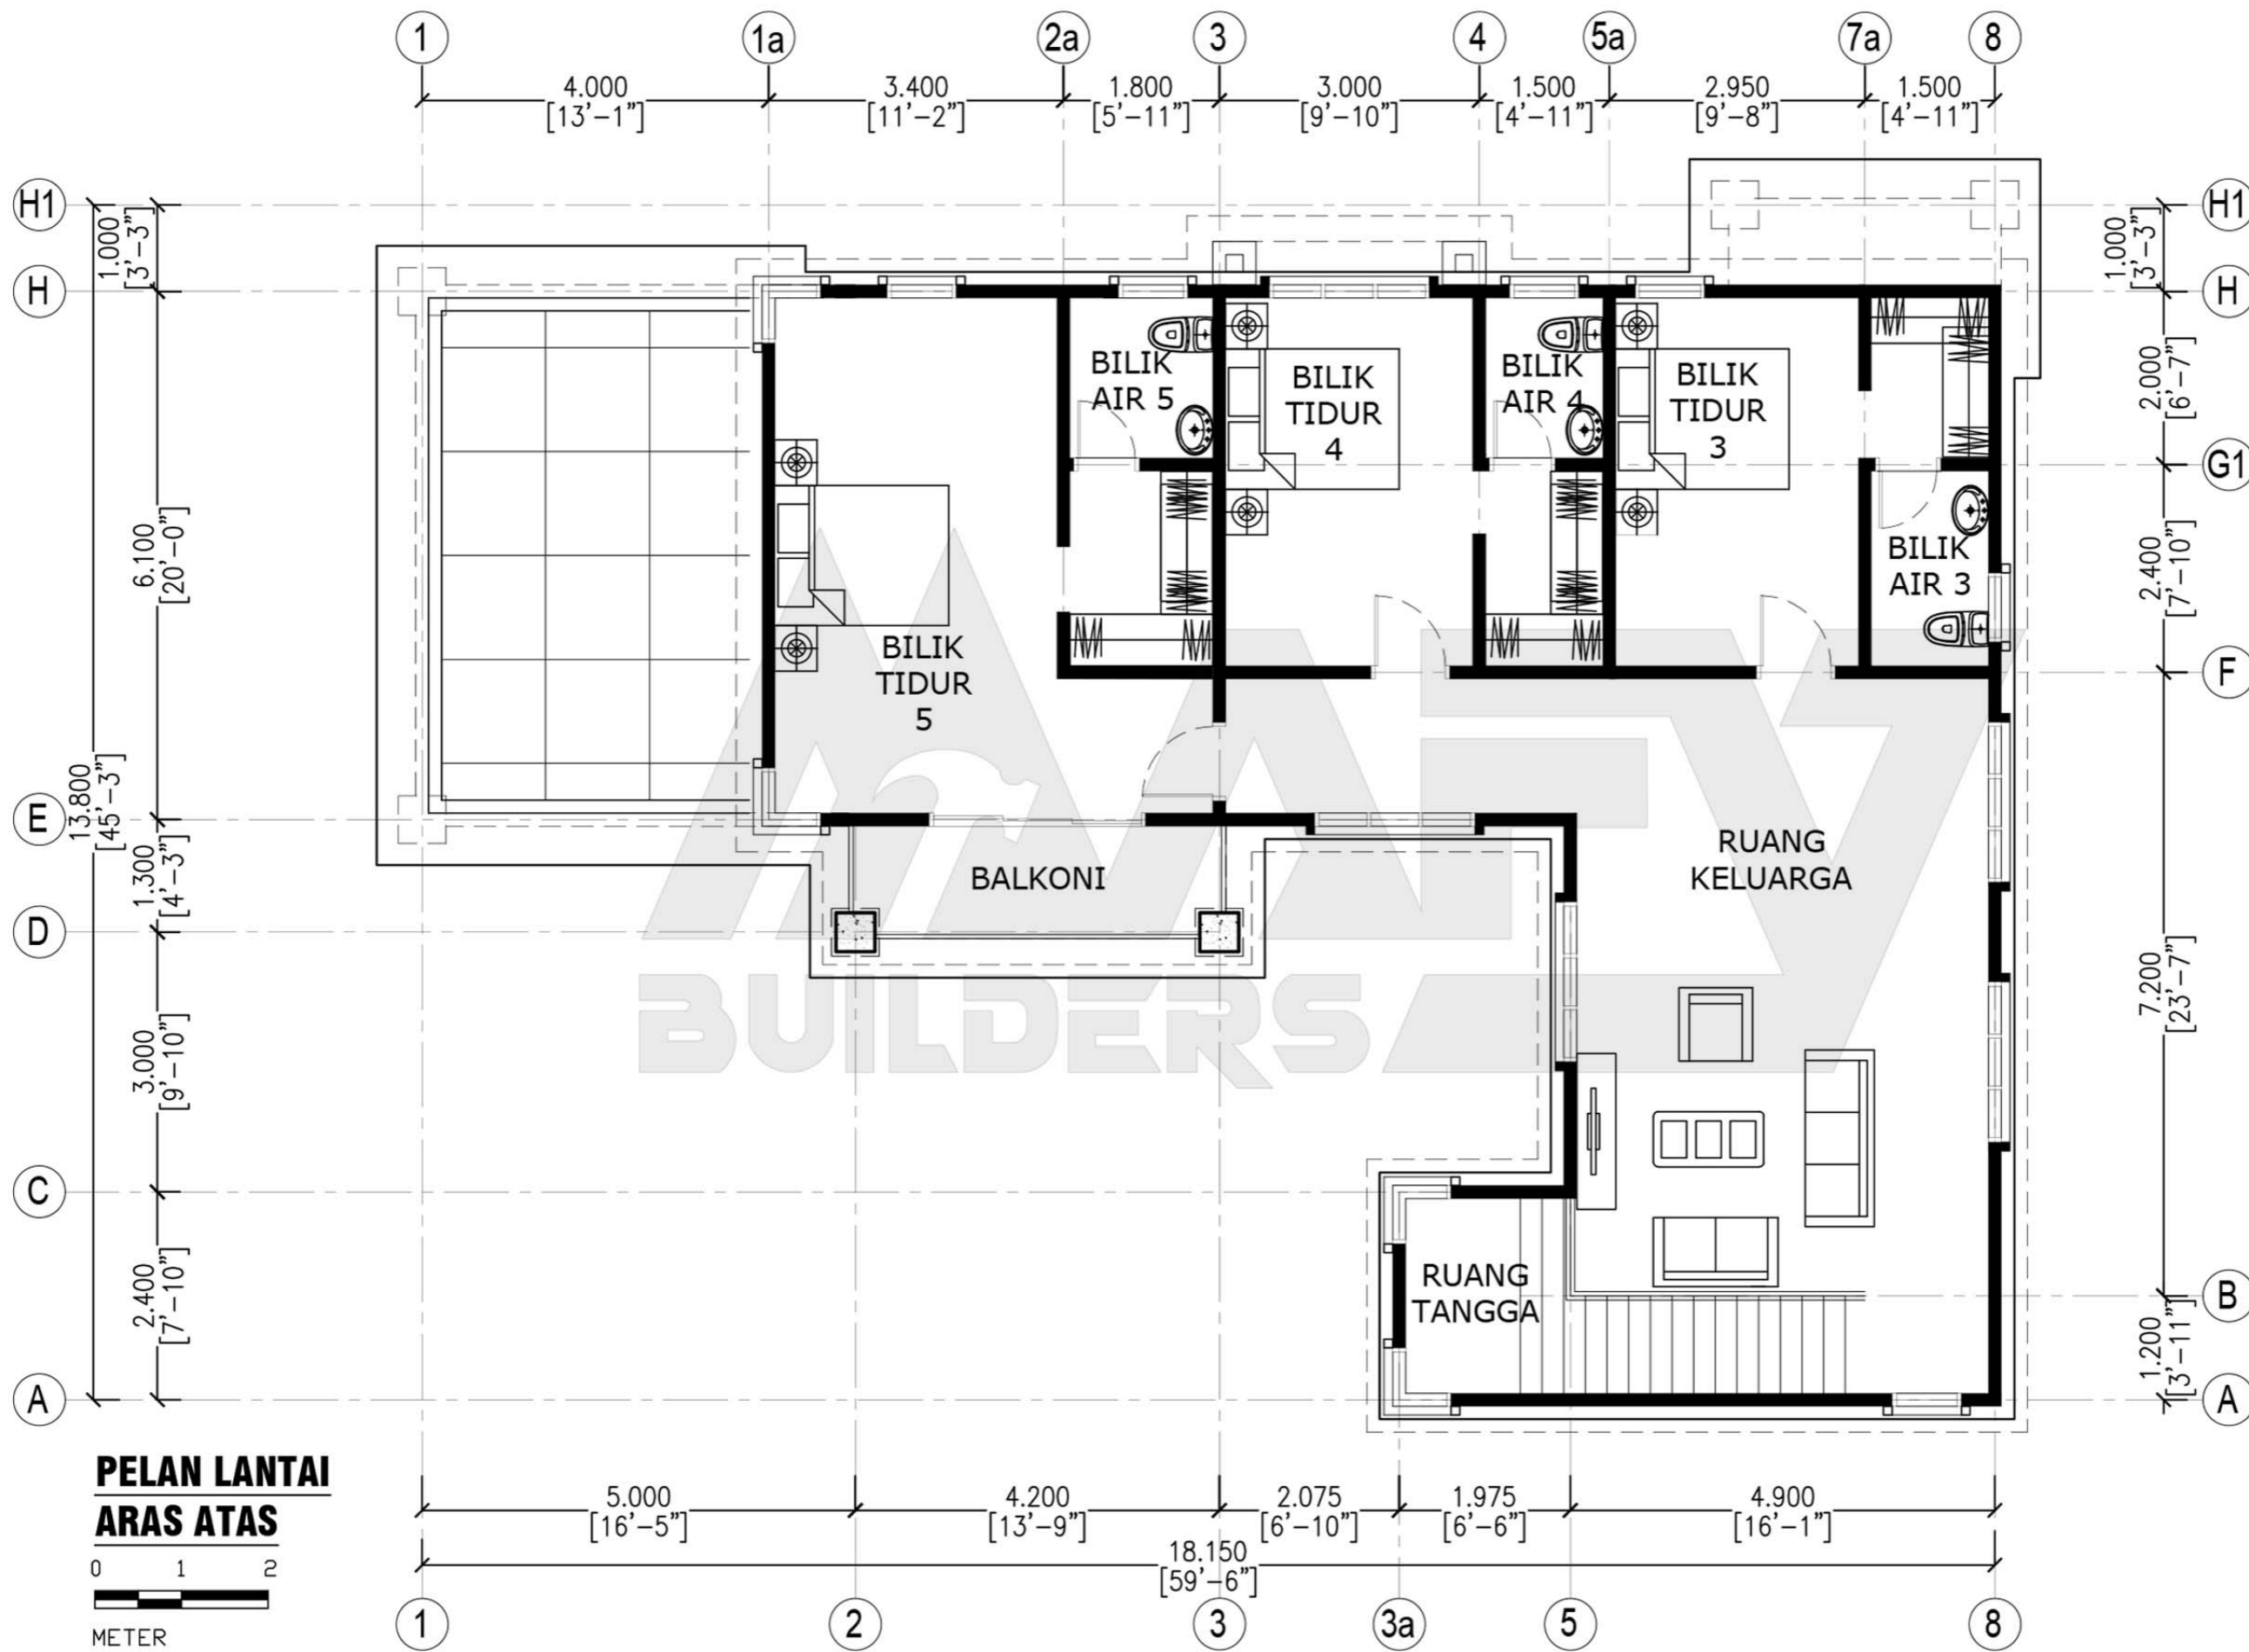 1
1a
2a
3
4
5a
7a
8
4.000
[13'-1"]
3.400
[11'-2"]
1.800
[5'-11"]
3.000
[9'-10"]
1.500
[4'-11"]
2.950
[9'-8"]
1.500
[4'-11"]
H1
H
E
D
C
A
1.000
[3'-3"]
6.100
[20'-0"]
13.800
[45'-3"]
1.300
[4'-3"]
3.000
[9'-10"]
2.400
[7'-10"]
BILIK
AIR 5
BILIK
TIDUR
4
BILIK
AIR 4
BILIK
TIDUR
3
BILIK
AIR 3
BILIK
TIDUR
5
BALKONI
RUANG
KELUARGA
RUANG
TANGGA
BUILDERS
H1
H
G1
F
B
A
1.000
[3'-3"]
2.000
[6'-7"]
2.400
[7'-10"]
7.200
[23'-7"]
1.200
[3'-11"]
PELAN LANTAI
ARAS ATAS
0 1 2
METER
5.000
[16'-5"]
4.200
[13'-9"]
2.075
[6'-10"]
1.975
[6'-6"]
4.900
[16'-1"]
18.150
[59'-6"]
1
2
3
3a
5
8